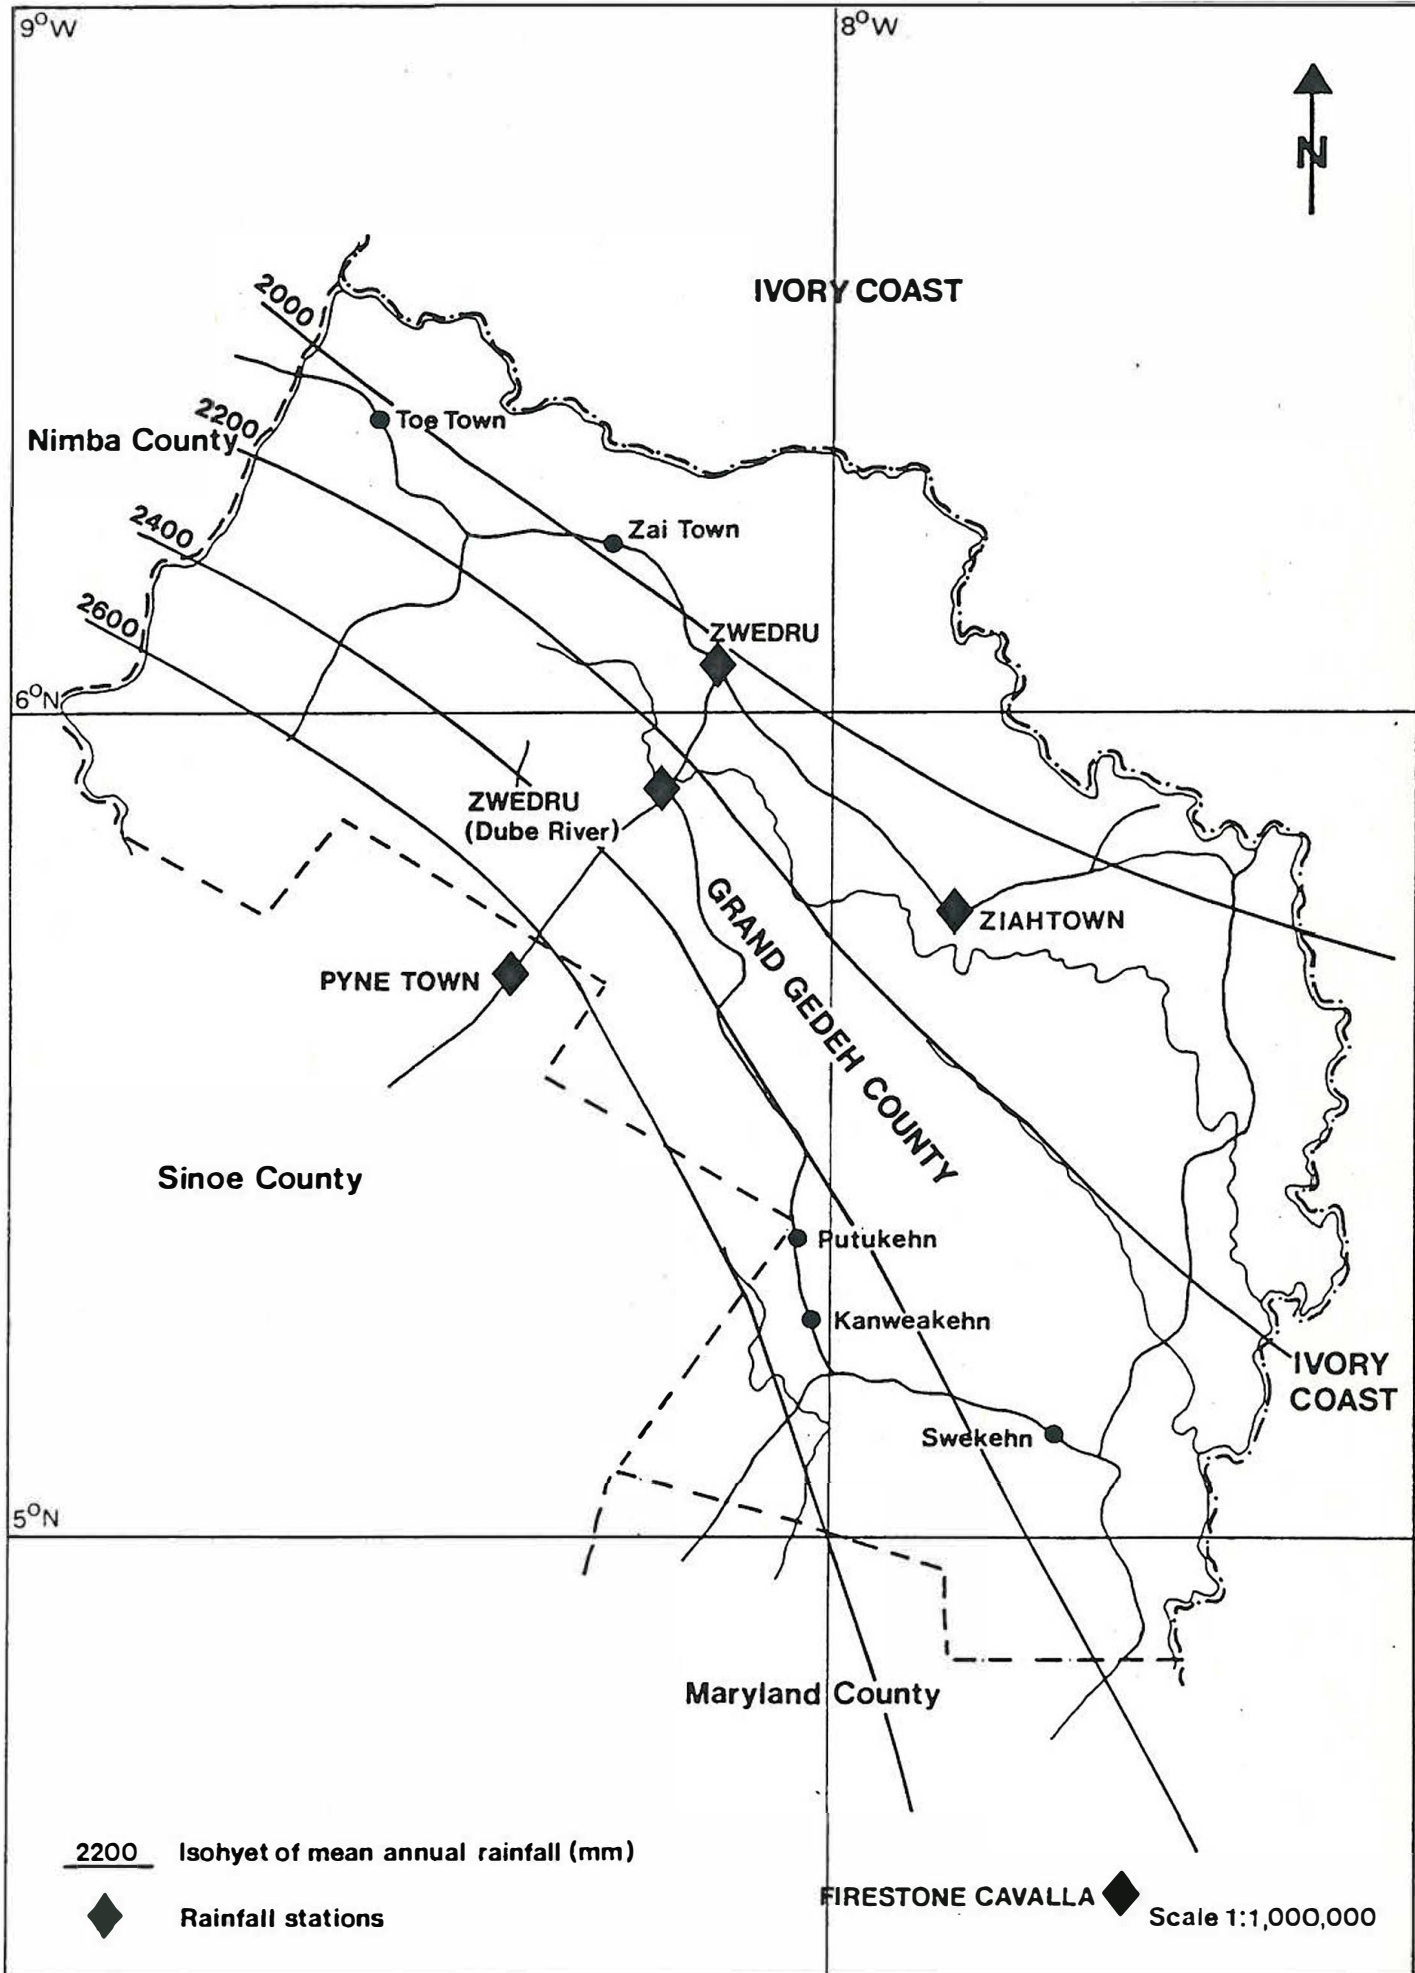 9°W
8°W
N
IVORY COAST
2000
Toe Town
2200
Nimba County
2400
Zai Town
2600
ZWEDRU
6°N
ZWEDRU
(Dube River)
GRAND GEDEH COUNTY
ZIAHTOWN
PYNE TOWN
Sinoe County
Putukehn
Kanweakehn
IVORY
COAST
Swekehn
5°N
Maryland County
2200 Isohyet of mean annual rainfall (mm)
FIRESTONE CAVALLA
Rainfall stations
Scale 1:1,000,000